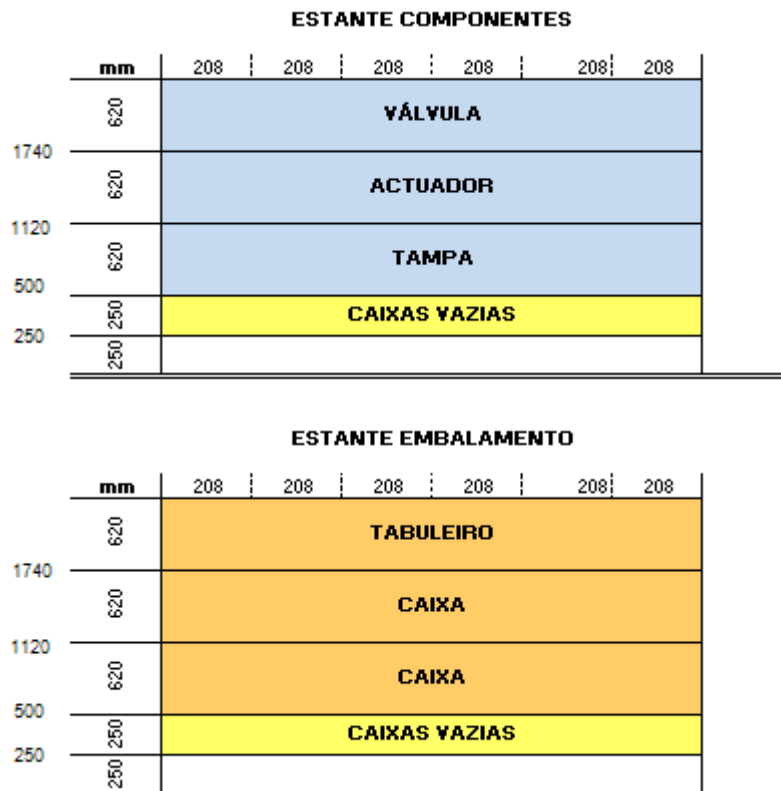 ESTANTE COMPONENTES
mm 208 208 208 208 208 208
620 VÁLVULA
1740
620 ACTUADOR
1120
620 TAMPA
500
250 CAIXAS VAZIAS
250
250
ESTANTE EMBALAMENTO
mm 208 208 208 208 208 208
620 TABULEIRO
1740
620 CAIXA
1120
620 CAIXA
500
250 CAIXAS VAZIAS
250
250